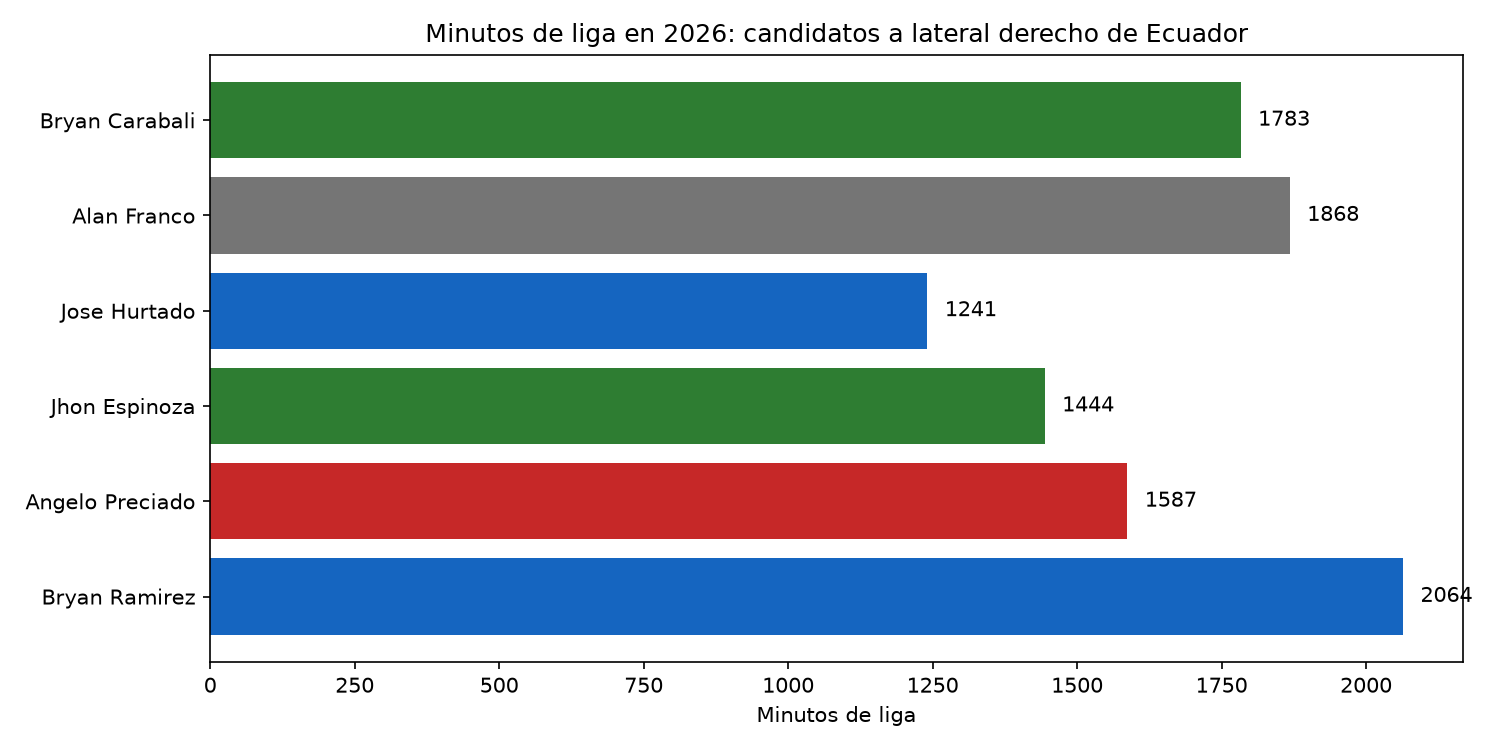 Minutos de liga en 2026: candidatos a lateral derecho de Ecuador
Bryan Carabali 1783
Alan Franco 1868
Jose Hurtado 1241
Jhon Espinoza 1444
Angelo Preciado 1587
Bryan Ramirez 2064
0 250 500 750 1000 1250 1500 1750 2000
Minutos de liga